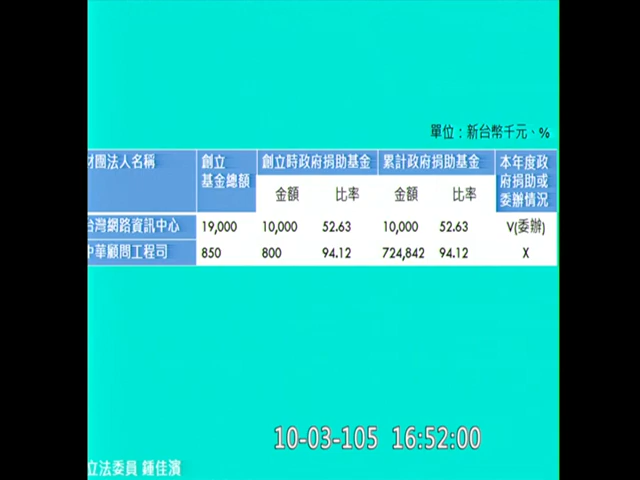 單位：新台幣千元、%
財團法人名稱 創立基金總額 創立時政府捐助基金 累計政府捐助基金 本年度政府捐助或委辦情況
金額 比率 金額 比率
台灣網路資訊中心 19,000 10,000 52.63 10,000 52.63 V(委辦)
中華顧問工程司 850 800 94.12 724,842 94.12 X
10-03-105 16:52:00
立法委員 鍾佳濱